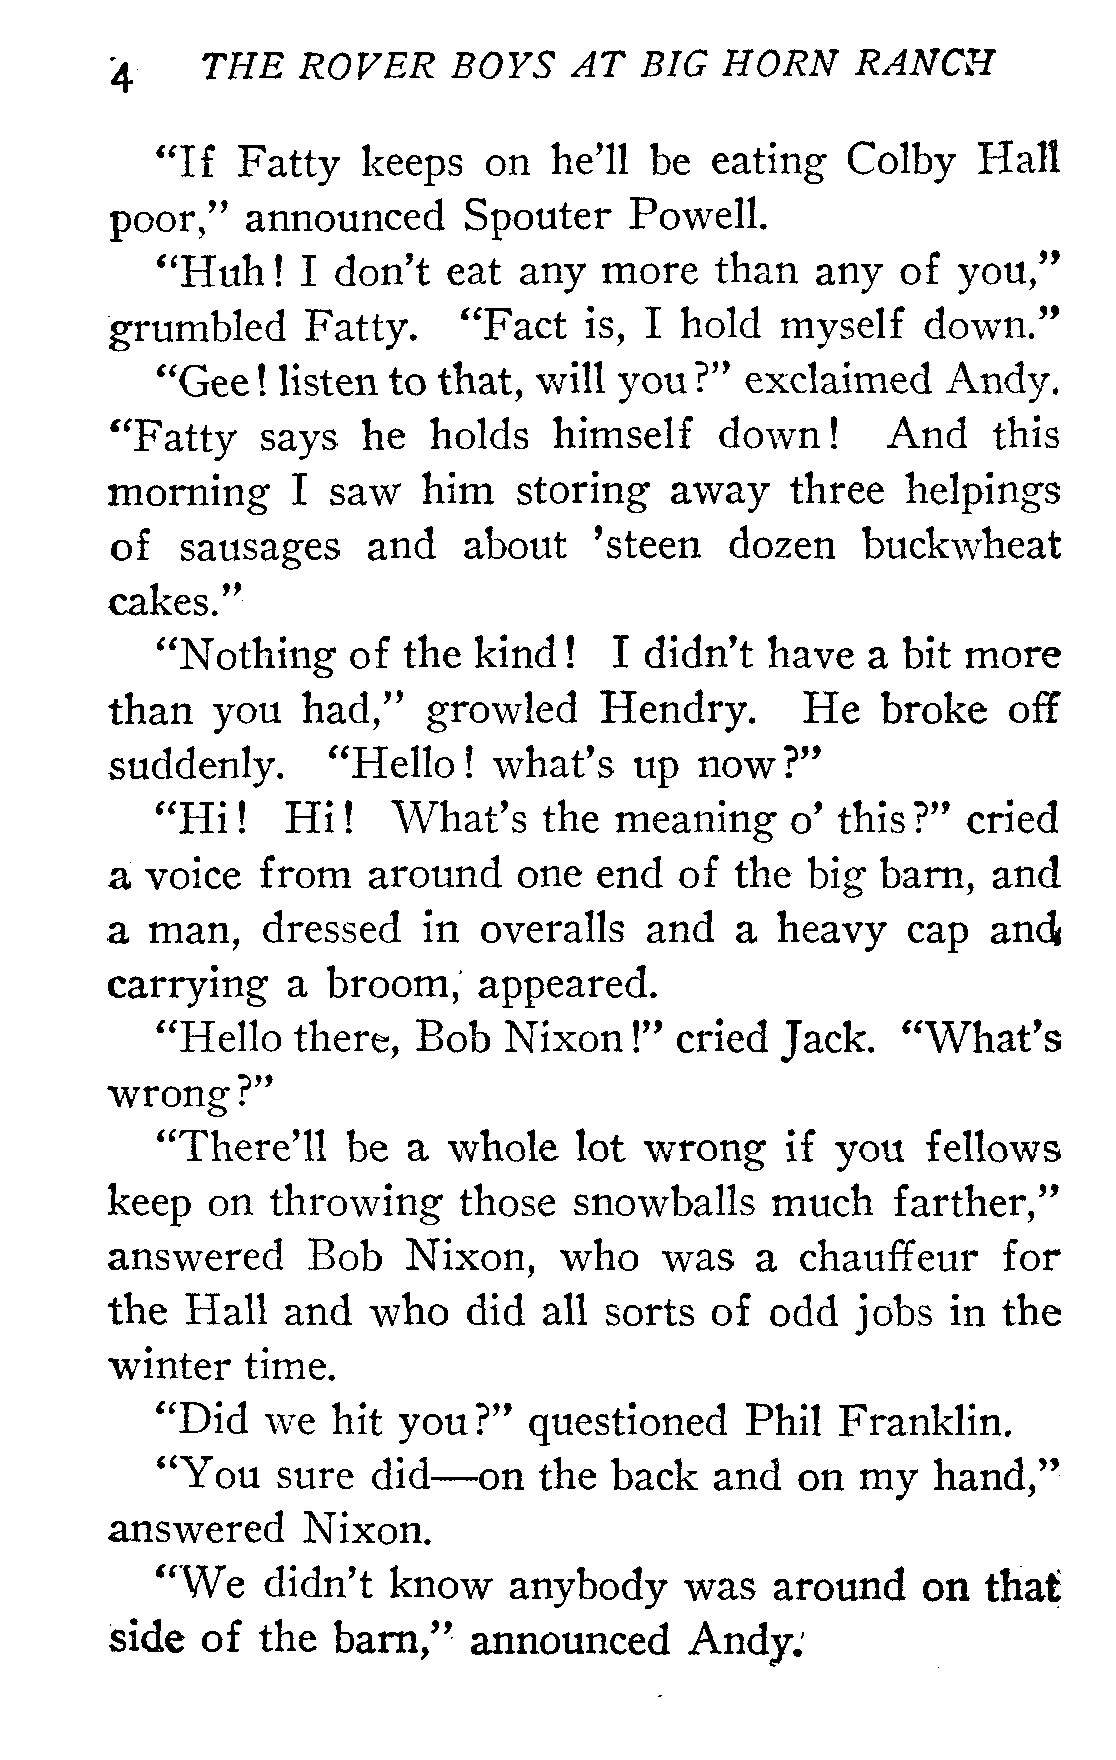 4 THE ROVER BOYS AT BIG HORN RANCH
“If Fatty keeps on he’ll be eating Colby Hall
poor,” announced Spouter Powell.
“Huh! I don’t eat any more than any of you,”
grumbled Fatty. “Fact is, I hold myself down.”
“Gee! listen to that, will you?” exclaimed Andy.
“Fatty says he holds himself down! And this
morning I saw him storing away three helpings
of sausages and about ’steen dozen buckwheat
cakes.”
“Nothing of the kind! I didn’t have a bit more
than you had,” growled Hendry. He broke off
suddenly. “Hello! what’s up now?”
“Hi! Hi! What’s the meaning o’ this?” cried
a voice from around one end of the big barn, and
a man, dressed in overalls and a heavy cap and
carrying a broom, appeared.
“Hello there, Bob Nixon!” cried Jack. “What’s
wrong?”
“There’ll be a whole lot wrong if you fellows
keep on throwing those snowballs much farther,”
answered Bob Nixon, who was a chauffeur for
the Hall and who did all sorts of odd jobs in the
winter time.
“Did we hit you?” questioned Phil Franklin.
“You sure did—on the back and on my hand,”
answered Nixon.
“We didn’t know anybody was around on that
side of the barn,” announced Andy.